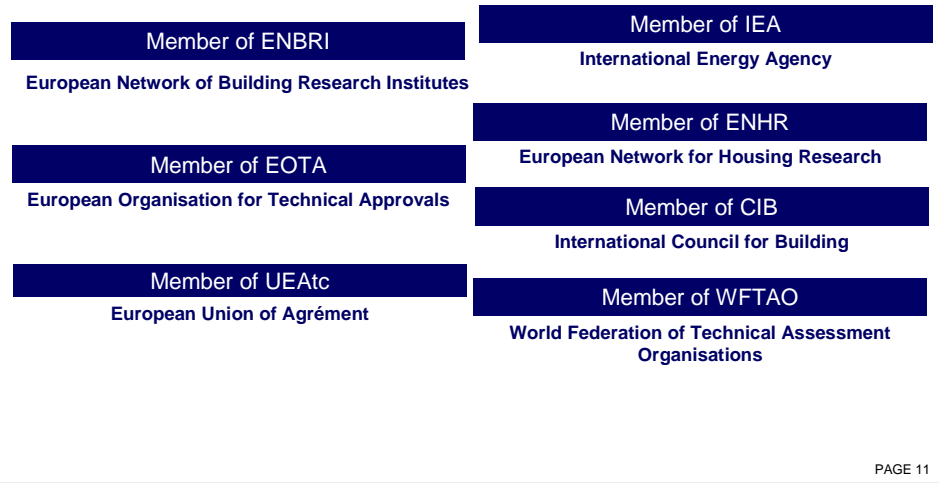 Member of ENBRI
European Network of Building Research Institutes
Member of EOTA
European Organisation for Technical Approvals
Member of UEAtc
European Union of Agrément
Member of IEA
International Energy Agency
Member of ENHR
European Network for Housing Research
Member of CIB
International Council for Building
Member of WFTAO
World Federation of Technical Assessment
Organisations
PAGE 11